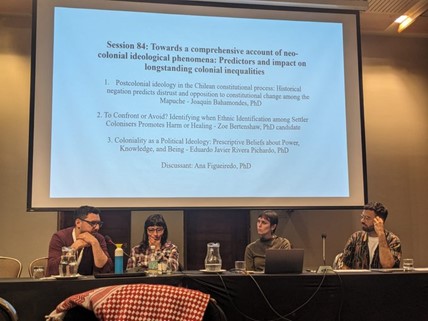 Session 84: Towards a comprehensive account of neo-
colonial ideological phenomena: Predictors and impact on
longstanding colonial inequalities
1. Postcolonial ideology in the Chilean constitutional process: Historical
negation predicts distrust and opposition to constitutional change among the
Mapuche - Joaquín Bahamondes, PhD
2. To Confront or Avoid? Identifying when Ethnic Identification among Settler
Colonisers Promotes Harm or Healing - Zoe Bertenshaw, PhD candidate
3. Coloniality as a Political Ideology: Prescriptive Beliefs about Power,
Knowledge, and Being - Eduardo Javier Rivera Pichardo, PhD
Discussant: Ana Figueiredo, PhD